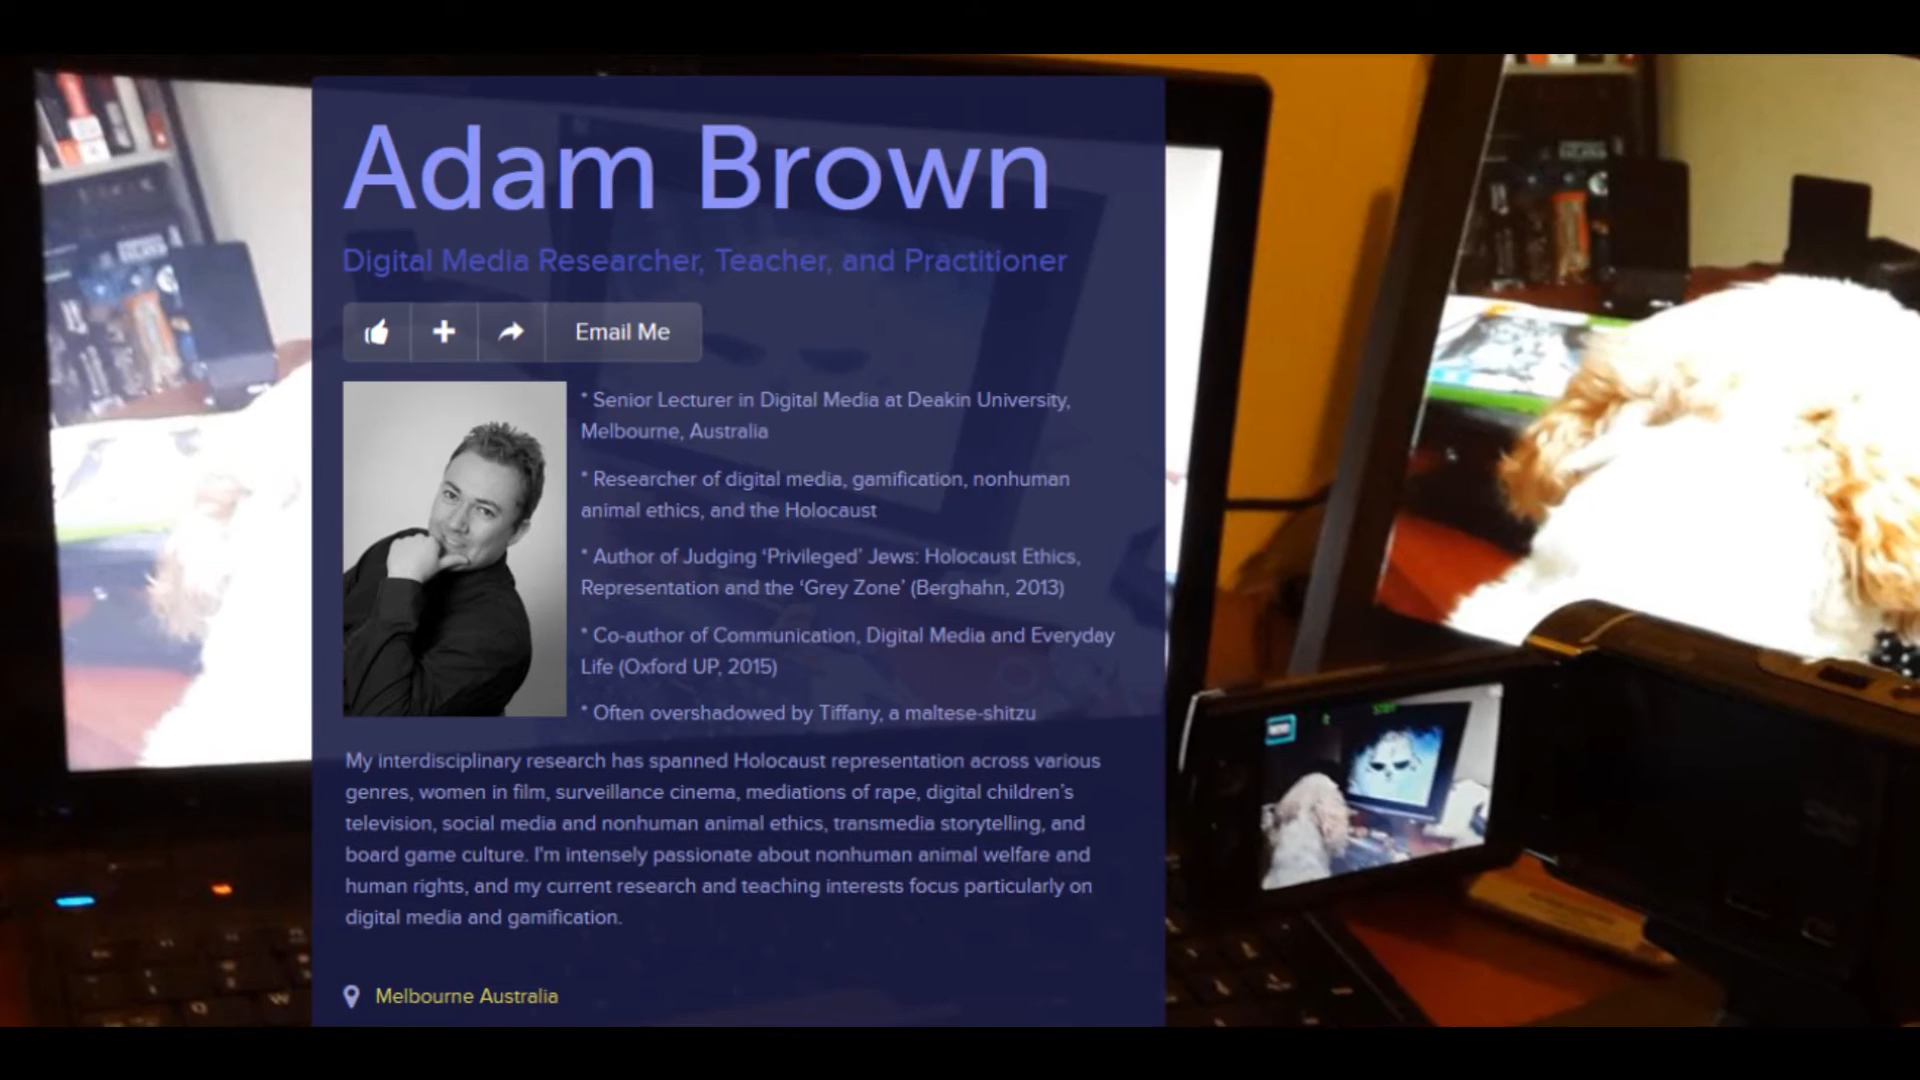 Adam Brown
Digital Media Researcher, Teacher, and Practitioner
Email Me
* Senior Lecturer in Digital Media at Deakin University,
Melbourne, Australia
* Researcher of digital media, gamification, nonhuman
animal ethics, and the Holocaust
* Author of Judging ‘Privileged’ Jews: Holocaust Ethics,
Representation and the ‘Grey Zone’ (Berghahn, 2013)
* Co-author of Communication, Digital Media and Everyday
Life (Oxford UP, 2015)
* Often overshadowed by Tiffany, a maltese-shitzu
My interdisciplinary research has spanned Holocaust representation across various
genres, women in film, surveillance cinema, mediations of rape, digital children’s
television, social media and nonhuman animal ethics, transmedia storytelling, and
board game culture. I'm intensely passionate about nonhuman animal welfare and
human rights, and my current research and teaching interests focus particularly on
digital media and gamification.
Melbourne Australia